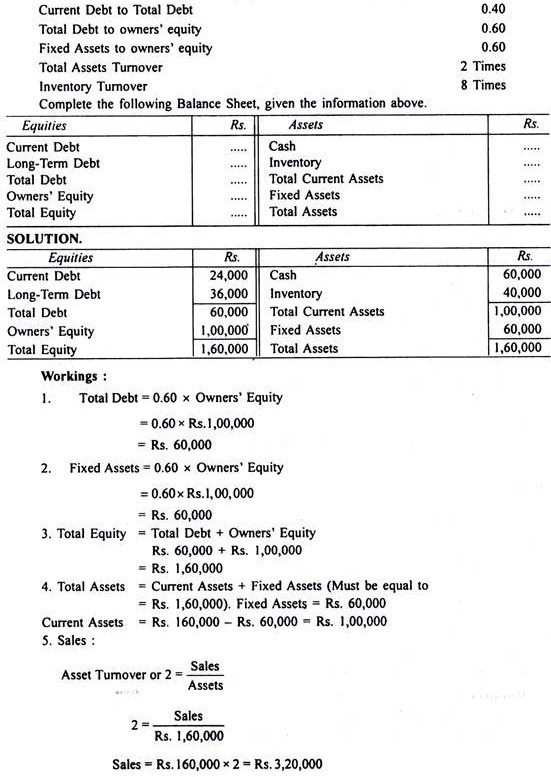 Current Debt to Total Debt 0.40
Total Debt to owners' equity 0.60
Fixed Assets to owners' equity 0.60
Total Assets Turnover 2 Times
Inventory Turnover 8 Times
Complete the following Balance Sheet, given the information above.
Equities Rs. Assets Rs.
Current Debt ..... Cash .....
Long-Term Debt ..... Inventory .....
Total Debt ..... Total Current Assets .....
Owners' Equity ..... Fixed Assets .....
Total Equity ..... Total Assets .....
SOLUTION.
Equities Rs. Assets Rs.
Current Debt 24,000 Cash 60,000
Long-Term Debt 36,000 Inventory 40,000
Total Debt 60,000 Total Current Assets 1,00,000
Owners' Equity 1,00,000 Fixed Assets 60,000
Total Equity 1,60,000 Total Assets 1,60,000
Workings :
1. Total Debt = 0.60 × Owners' Equity
= 0.60 × Rs.1,00,000
= Rs. 60,000
2. Fixed Assets = 0.60 × Owners' Equity
= 0.60× Rs.1,00,000
= Rs. 60,000
3. Total Equity = Total Debt + Owners' Equity
Rs. 60,000 + Rs. 1,00,000
= Rs. 1,60,000
4. Total Assets = Current Assets + Fixed Assets (Must be equal to
= Rs. 1,60,000). Fixed Assets = Rs. 60,000
Current Assets = Rs. 160,000 – Rs. 60,000 = Rs. 1,00,000
5. Sales :
Asset Turnover or 2 = Sales
Assets
2 = Sales
Rs. 1,60,000
Sales = Rs. 160,000 × 2 = Rs. 3,20,000